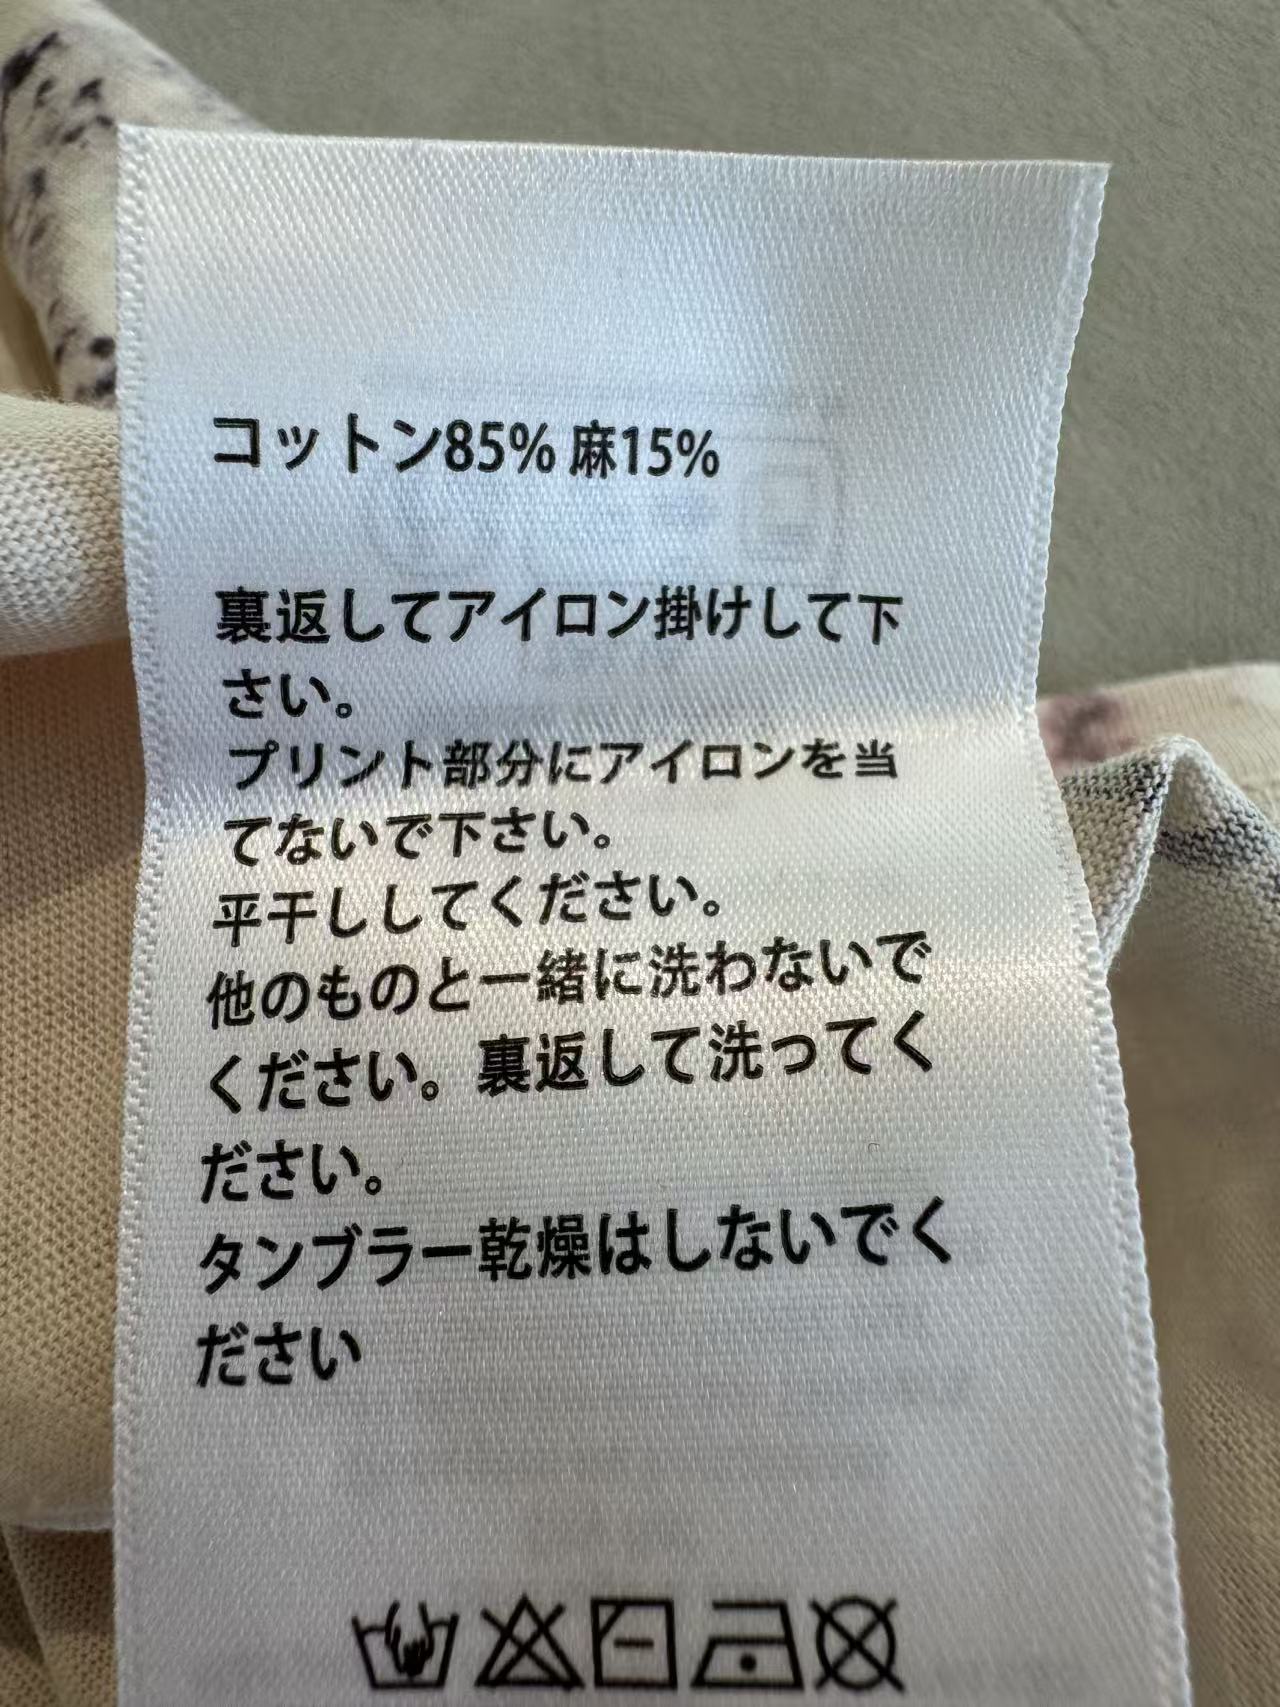 コットン85% 麻15%
裏返してアイロン掛けして下
さい。
プリント部分にアイロンを当
てないで下さい。
平干ししてください。
他のものと一緒に洗わないで
ください。裏返して洗ってく
ださい。
タンブラー乾燥はしないでく
ださい